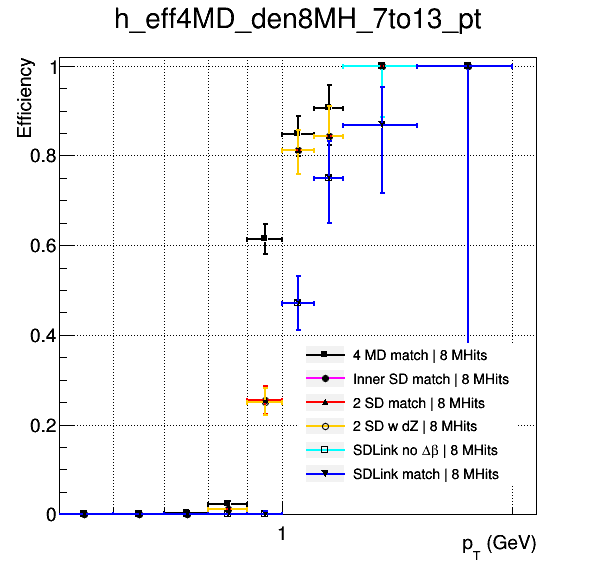 h_eff4MD_den8MH_7to13_pt
Efficiency
1
0.8
0.6
0.4
0.2
0
4 MD match | 8 MHits
Inner SD match | 8 MHits
2 SD match | 8 MHits
2 SD w dZ | 8 MHits
SDLink no Δβ | 8 MHits
SDLink match | 8 MHits
1
p_T (GeV)